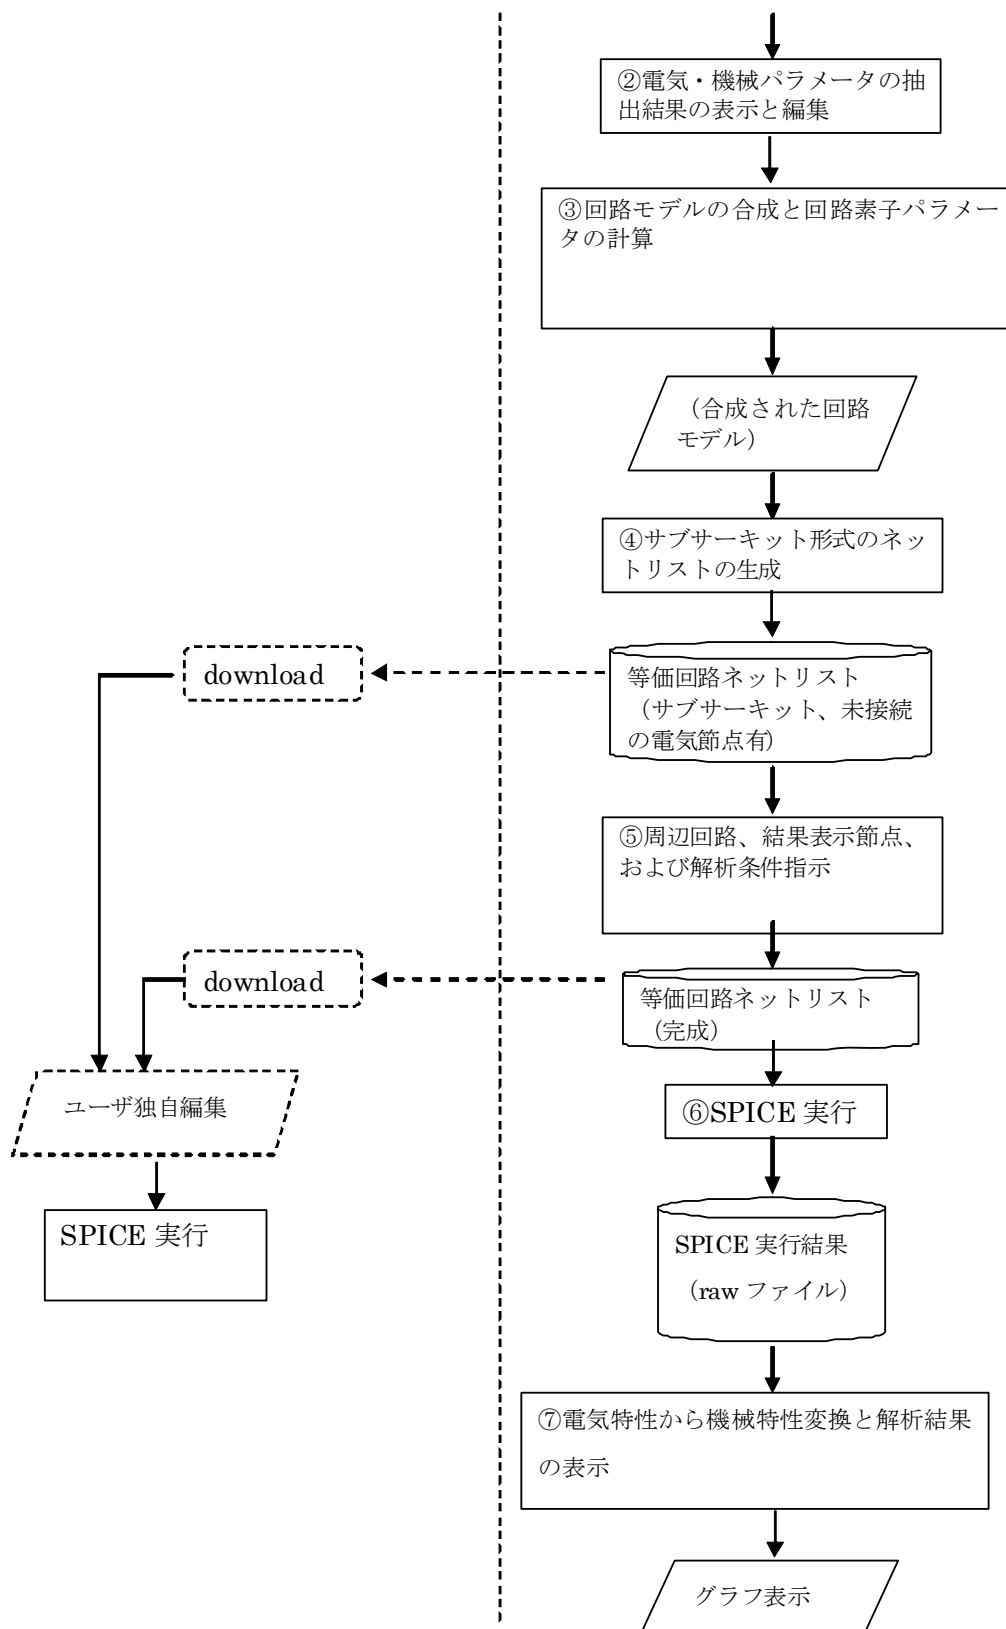 ②電気・機械パラメータの抽
出結果の表示と編集
③回路モデルの合成と回路素子パラメー
タの計算
（合成された回路
モデル）
④サブサーキット形式のネッ
トリストの生成
download
等価回路ネットリスト
（サブサーキット、未接続
の電気節点有）
⑤周辺回路、結果表示節点、
および解析条件指示
download
等価回路ネットリスト
（完成）
ユーザ独自編集
⑥SPICE 実行
SPICE 実行
SPICE 実行結果
（raw ファイル）
⑦電気特性から機械特性変換と解析結果
の表示
グラフ表示